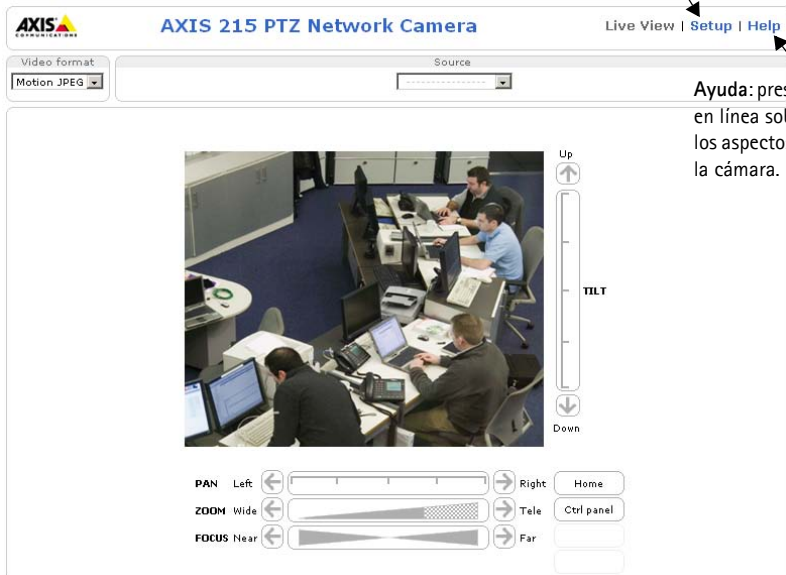 AXIS
COMMUNICATIONS
AXIS 215 PTZ Network Camera
Live View | Setup | Help
Video format
Source
Motion JPEG
Ayuda: pres
en línea sol
los aspecto
la cámara.
Up
TILT
Down
PAN Left Right Home
ZOOM Wide Tele Ctrl panel
FOCUS Near Far